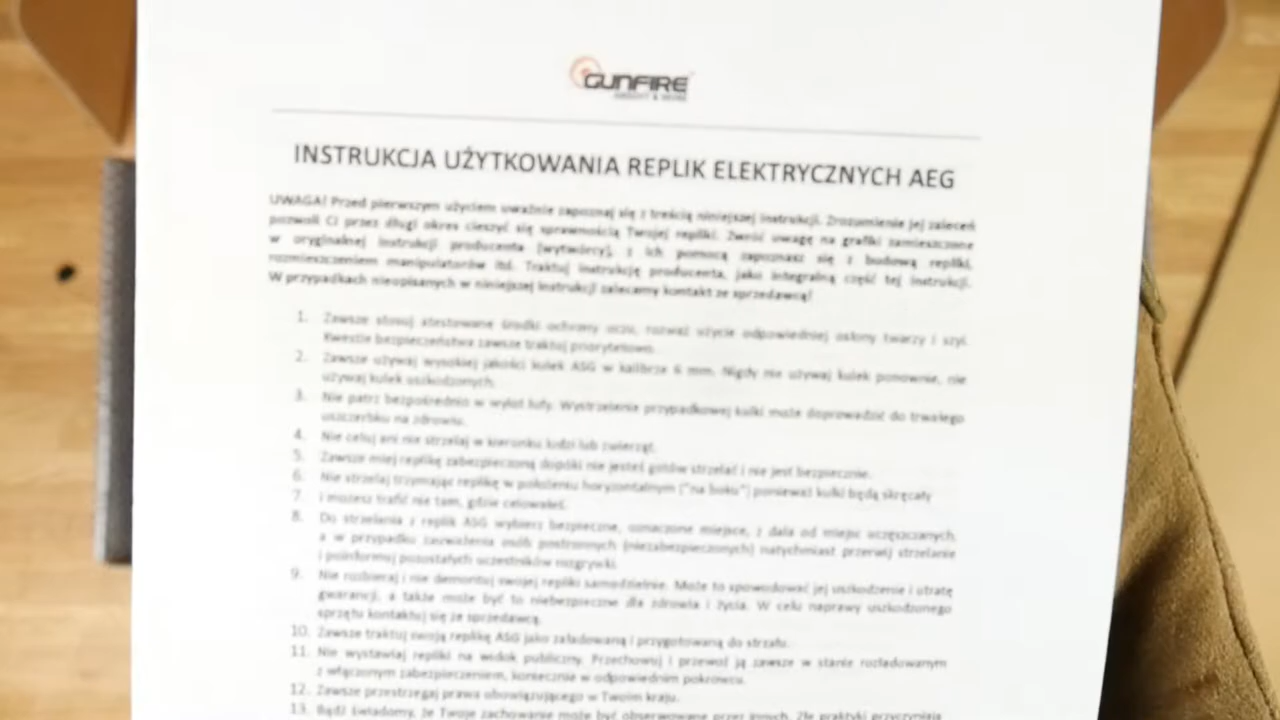 GUNFIRE
INSTRUKCJA UŻYTKOWANIA REPLIK ELEKTRYCZNYCH AEG
UWAGA! Przed pierwszym użyciem uważnie zapoznaj się z treścią niniejszej instrukcji. Zrozumienie jej zaleceń
pozwoli Ci przez długi okres cieszyć się sprawnością Twojej repliki. Zwróć uwagę na grafiki zamieszczone
w oryginalnej instrukcji producenta (wytwórcy), z ich pomocą zapoznasz się z budową repliki,
rozmieszczeniem manipulatorów itd. Traktuj instrukcję producenta, jako integralną część tej instrukcji.
W przypadkach nieopisanych w niniejszej instrukcji zalecamy kontakt ze sprzedawcą!
1. Zawsze stosuj atestowane środki ochrony oczu, rozważ użycie odpowiedniej osłony twarzy i szyi.
Kwestie bezpieczeństwa zawsze traktuj priorytetowo.
2. Zawsze używaj wysokiej jakości kulek ASG w kalibrze 6 mm. Nigdy nie używaj kulek ponownie, nie
używaj kulek uszkodzonych.
3. Nie patrz bezpośrednio w wylot lufy. Wystrzelenie przypadkowej kulki może doprowadzić do trwałego
uszczerbku na zdrowiu.
4. Nie celuj ani nie strzelaj w kierunku ludzi lub zwierząt.
5. Zawsze miej replikę zabezpieczoną dopóki nie jesteś gotów strzelać i nie jest bezpiecznie.
6. Nie strzelaj trzymając replikę w położeniu horyzontalnym ("na boku") ponieważ kulki będą skręcały
7. i możesz trafić nie tam, gdzie celowałeś.
8. Do strzelania z replik ASG wybierz bezpieczne, oznaczone miejsce, z dala od miejsc uczęszczanych,
a w przypadku zauważenia osób postronnych (niezabezpieczonych) natychmiast przerwij strzelanie
i poinformuj pozostałych uczestników rozgrywki.
9. Nie rozbieraj i nie demontuj swojej repliki samodzielnie. Może to spowodować jej uszkodzenie i utratę
gwarancji, a także może być to niebezpieczne dla zdrowia i życia. W celu naprawy uszkodzonego
sprzętu kontaktuj się ze sprzedawcą.
10. Zawsze traktuj swoją replikę ASG jako załadowaną i przygotowaną do strzału.
11. Nie wystawiaj repliki na widok publiczny. Przechowuj i przewoź ją zawsze w stanie rozładowanym
z włączonym zabezpieczeniem, koniecznie w odpowiednim pokrowcu.
12. Zawsze przestrzegaj prawa obowiązującego w Twoim kraju.
13. Bądź świadomy, że Twoje zachowanie może być obserwowane przez innych. Złe praktyki przyczyniają